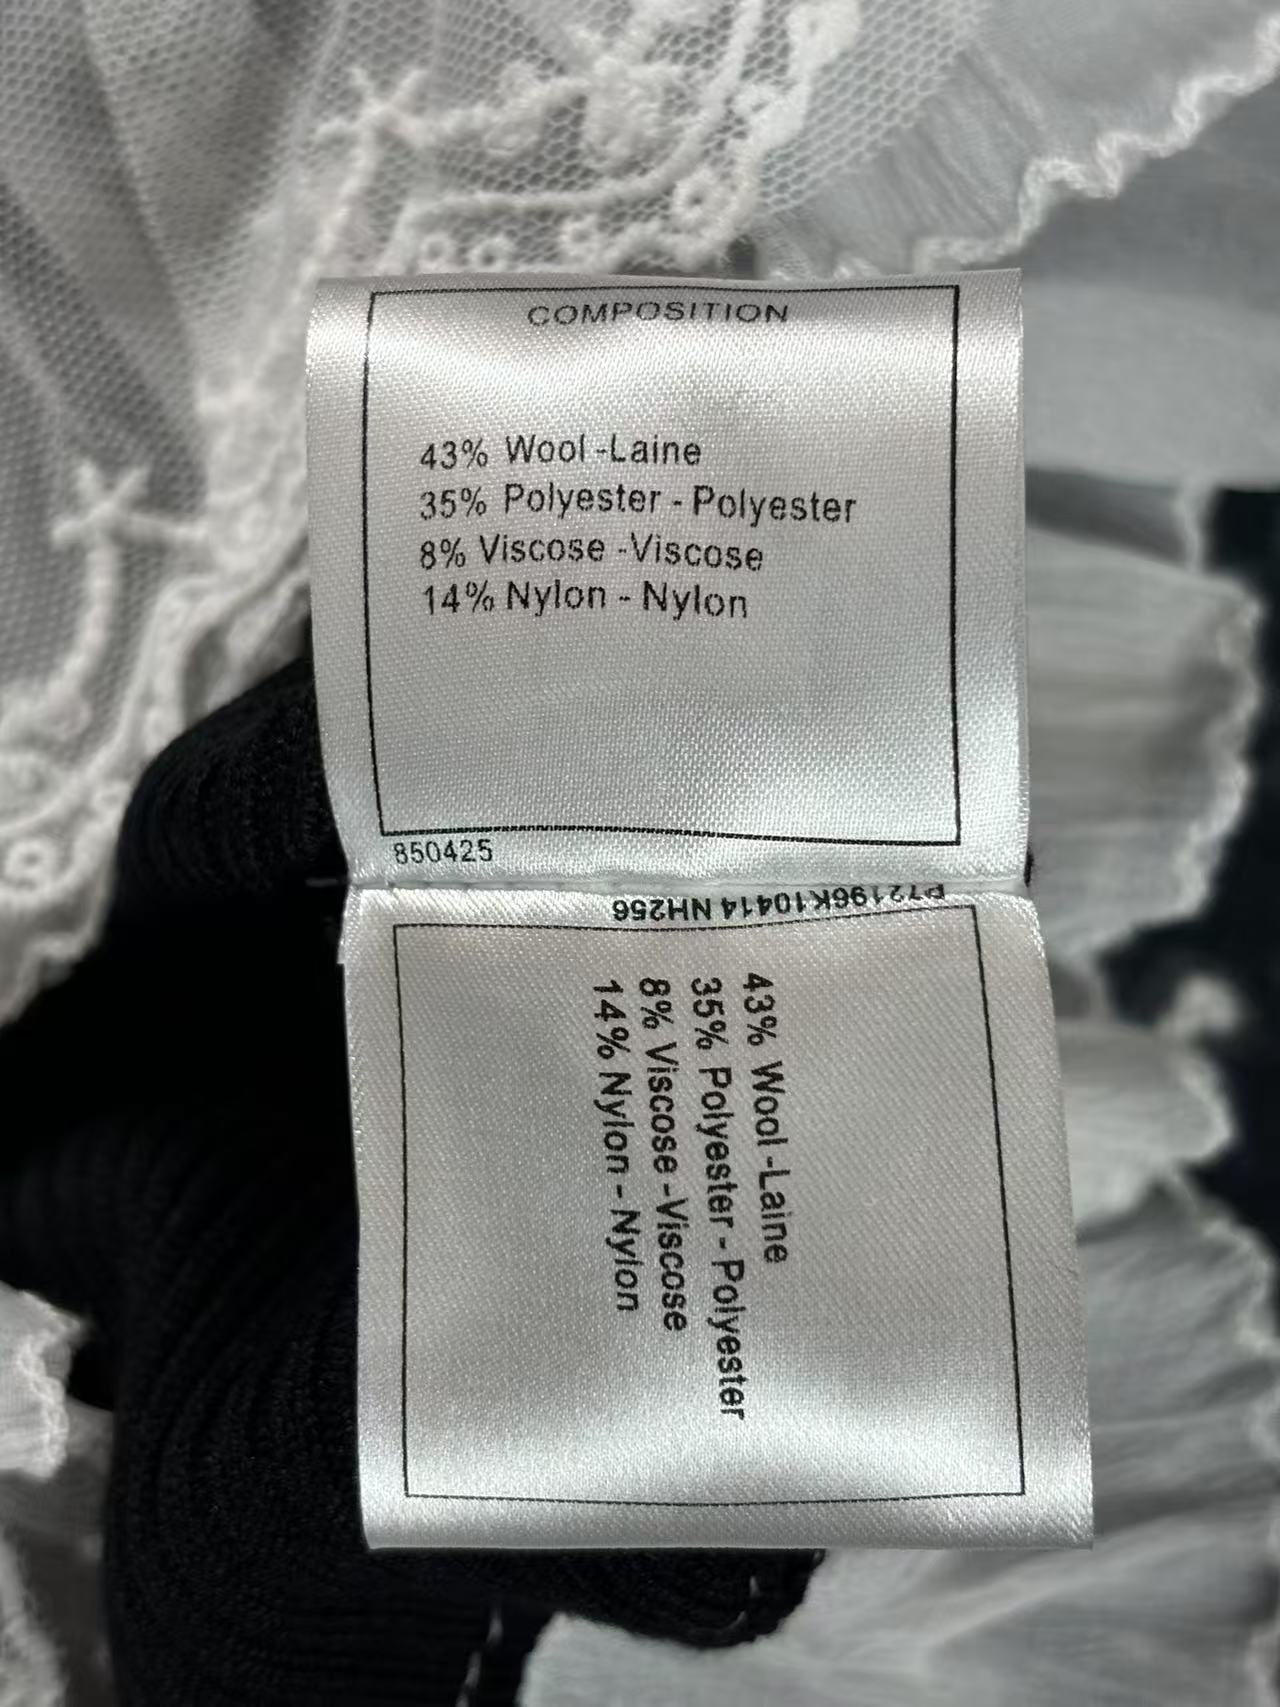 COMPOSITION
43% Wool -Laine
35% Polyester - Polyester
8% Viscose -Viscose
14% Nylon - Nylon
850425
P72196K10414 NH256
43% Wool -Laine
35% Polyester - Polyester
8% Viscose -Viscose
14% Nylon - Nylon